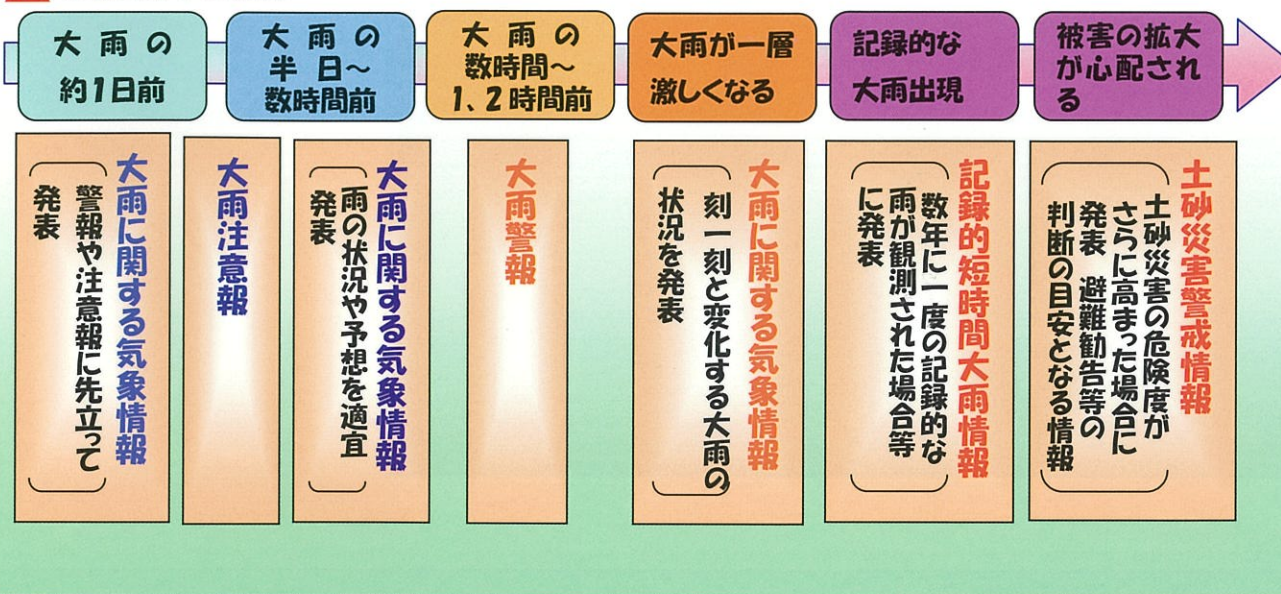 大雨の
約1日前
大雨の
半日～
数時間前
大雨の
数時間～
1、2時間前
大雨が一層
激しくなる
記録的な
大雨出現
被害の拡大
が心配され
る
大雨に関する気象情報
警報や注意報に先立って
発表
大雨注意報
大雨に関する気象情報
雨の状況や予想を適宜
発表
大雨警報
大雨に関する気象情報
刻一刻と変化する大雨の
状況を発表
記録的短時間大雨情報
数年に一度の記録的な
雨が観測された場合等
に発表
土砂災害警戒情報
土砂災害の危険度が
さらに高まった場合に
発表 避難勧告等の
判断の目安となる情報